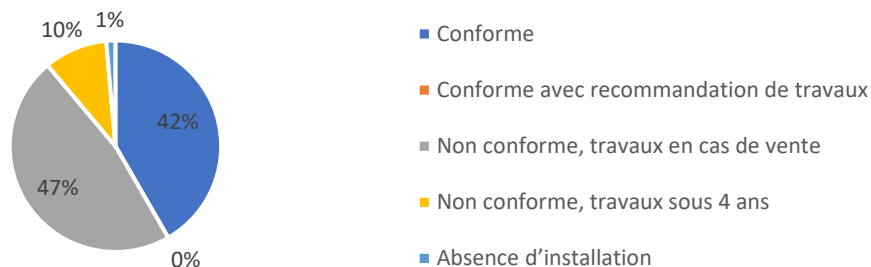 1%
10%
42%
47%
0%
Conforme
Conforme avec recommandation de travaux
Non conforme, travaux en cas de vente
Non conforme, travaux sous 4 ans
Absence d’installation